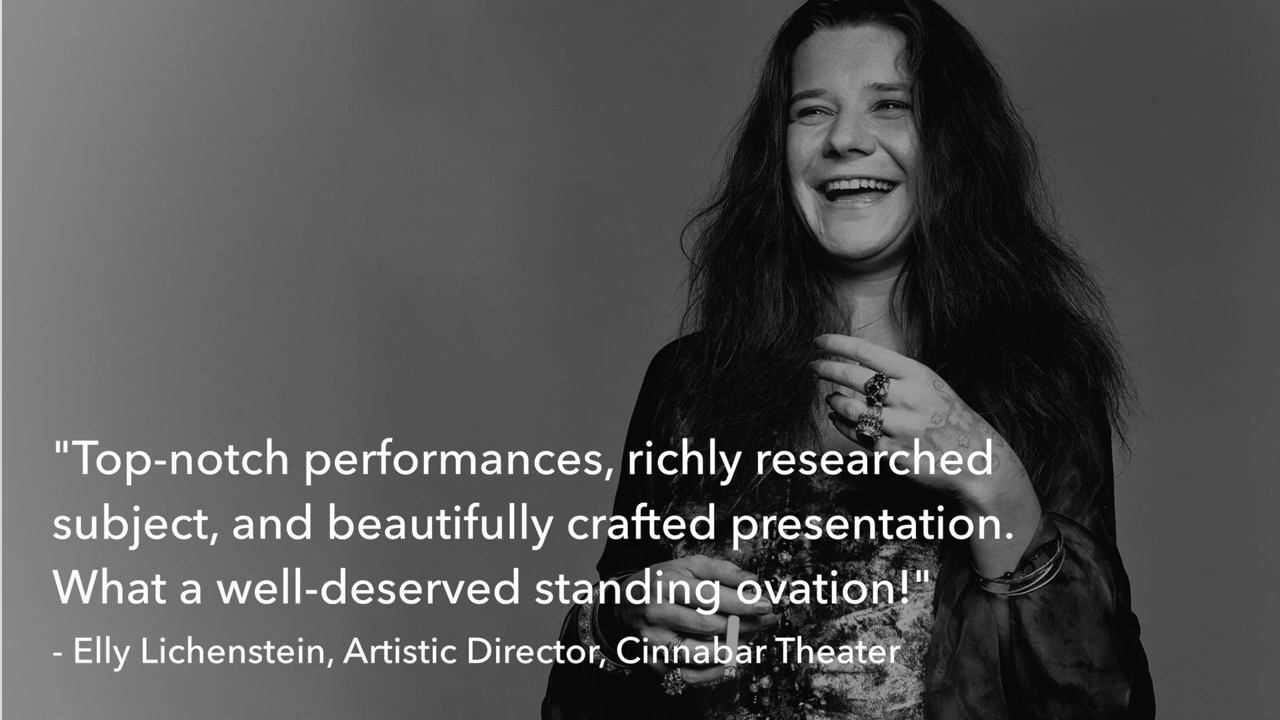 "Top-notch performances, richly researched
subject, and beautifully crafted presentation.
What a well-deserved standing ovation!"
- Elly Lichenstein, Artistic Director, Cinnabar Theater